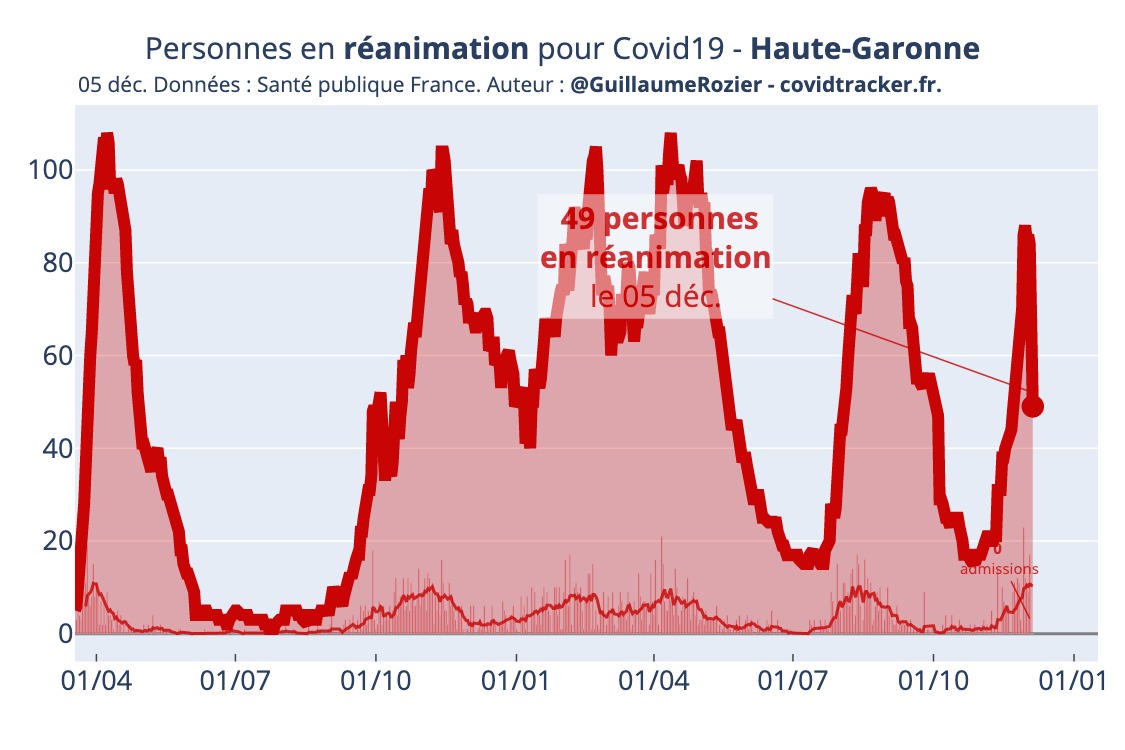 Personnes en réanimation pour Covid19 - Haute-Garonne
05 déc. Données : Santé publique France. Auteur : @GuillaumeRozier - covidtracker.fr.
100
80
60
40
20
0
49 personnes
en réanimation
le 05 déc.
0
admissions
01/04
01/07
01/10
01/01
01/04
01/07
01/10
01/01